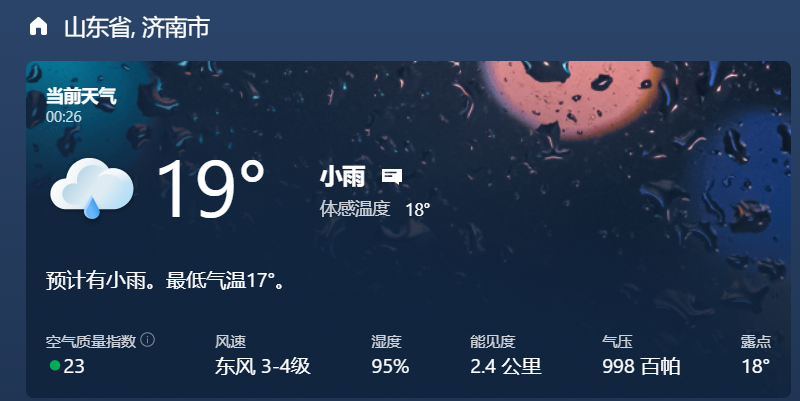 山东省, 济南市
当前天气
00:26
19°
小雨
体感温度 18°
预计有小雨。最低气温17°。
空气质量指数 风速 湿度 能见度 气压 露点
23 东风 3-4级 95% 2.4 公里 998 百帕 18°